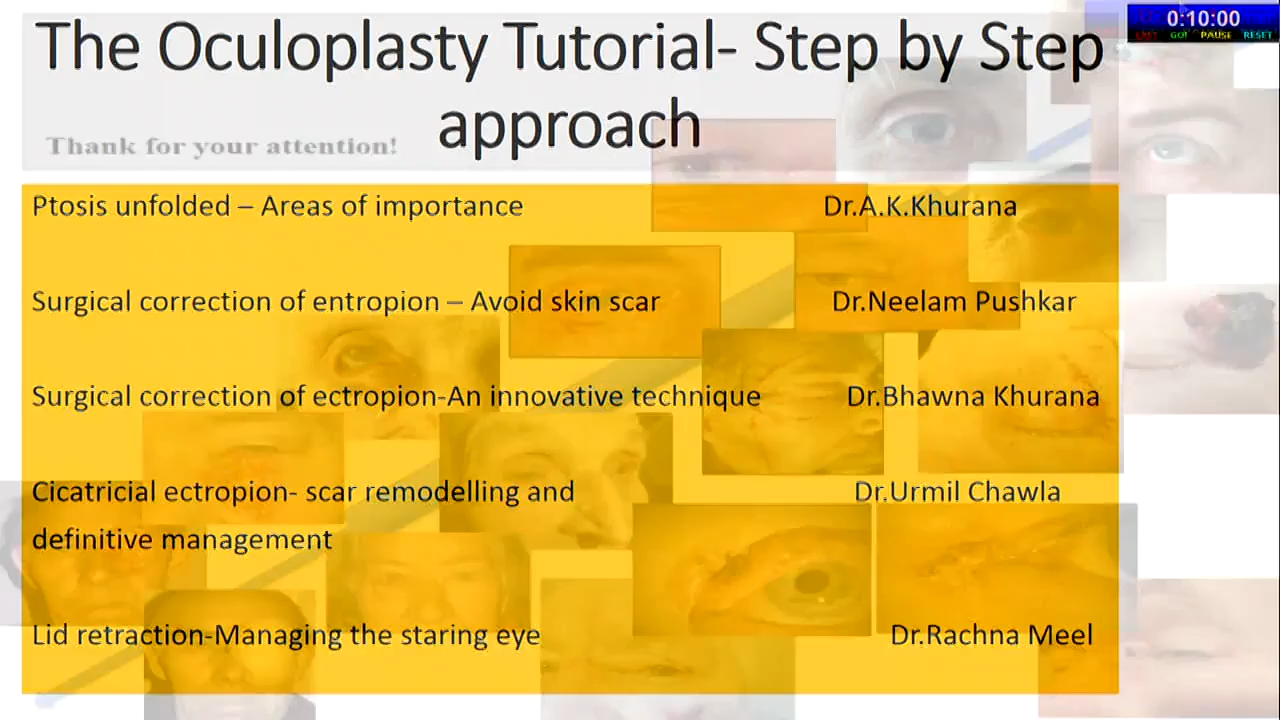 The Oculoplasty Tutorial- Step by Step
approach
0:10:00
EXIT GO! PAUSE RESET
Thank for your attention!
Ptosis unfolded – Areas of importance Dr.A.K.Khurana
Surgical correction of entropion – Avoid skin scar Dr.Neelam Pushkar
Surgical correction of ectropion-An innovative technique Dr.Bhawna Khurana
Cicatricial ectropion- scar remodelling and Dr.Urmil Chawla
definitive management
Lid retraction-Managing the staring eye Dr.Rachna Meel